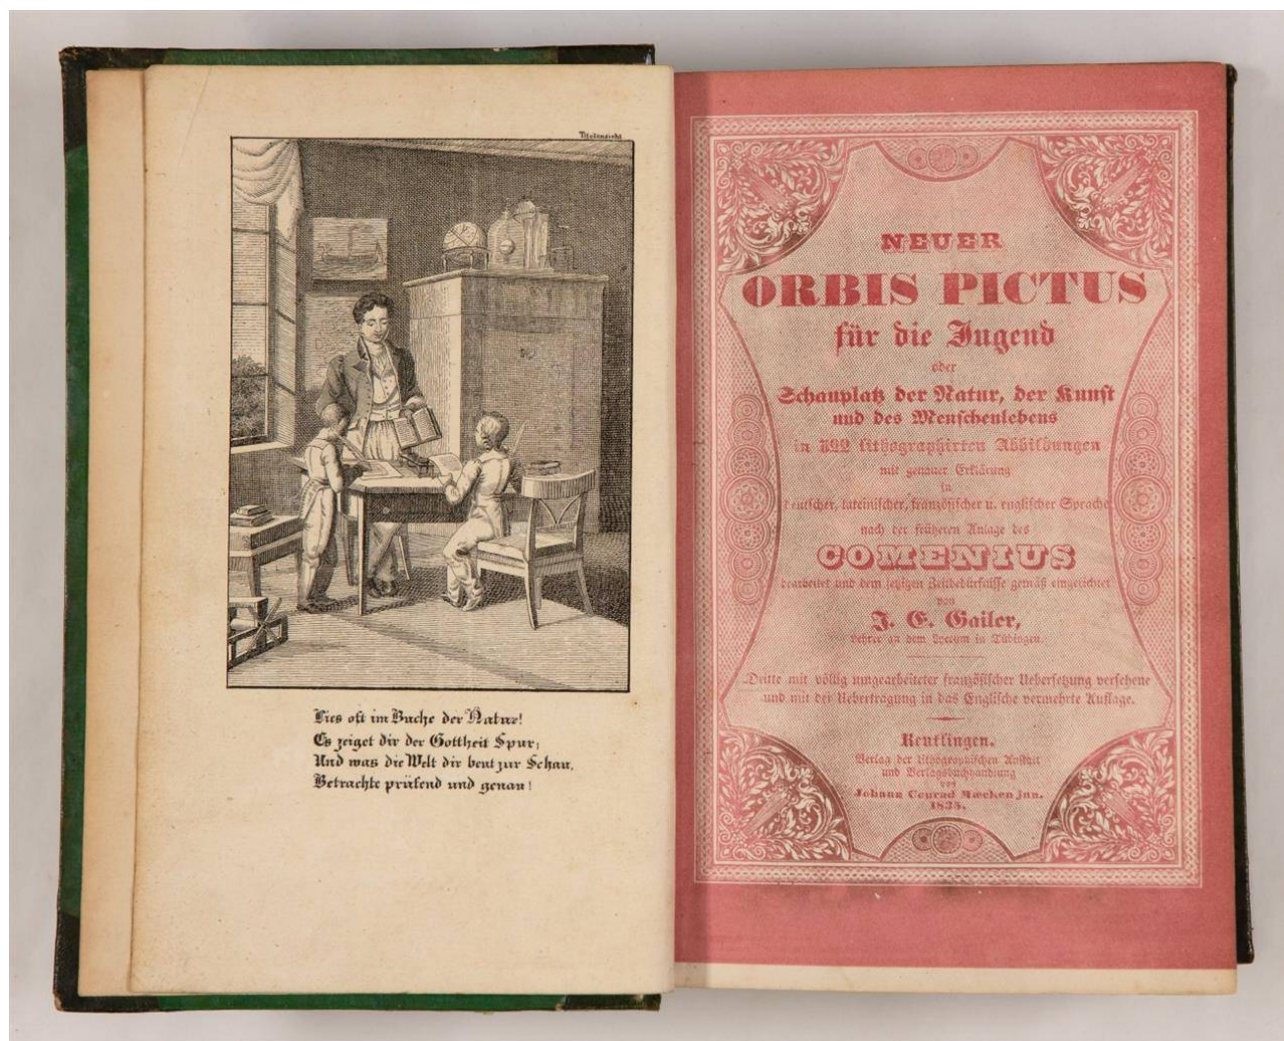 Titelansicht
Lies oft im Buche der Natur!
Es zeiget dir der Gottheit Spur;
Und was die Welt dir beut zur Schau,
Betrachte prüfend und genau!
NEUER
ORBIS PICTUS
für die Jugend
oder
Schauplatz der Natur, der Kunst
und des Menschenlebens
in 322 lithographirten Abbildungen
mit genauer Erklärung
in
deutscher, lateinischer, französischer u. englischer Sprache
nach der früheren Anlage des
COMENIUS
bearbeitet und dem jetzigen Zeitbedürfnisse gemäß eingerichtet
von
J. E. Gailer,
Lehrer an dem Lyceum in Tübingen.
Dritte mit völlig umgearbeiteter französischer Uebersetzung versehene
und mit der Uebertragung in das Englische vermehrte Auflage.
Reutlingen.
Verlag der lithographischen Anstalt
und Verlagsbuchhandlung
von
Johann Conrad Mæcken jun.
1835.